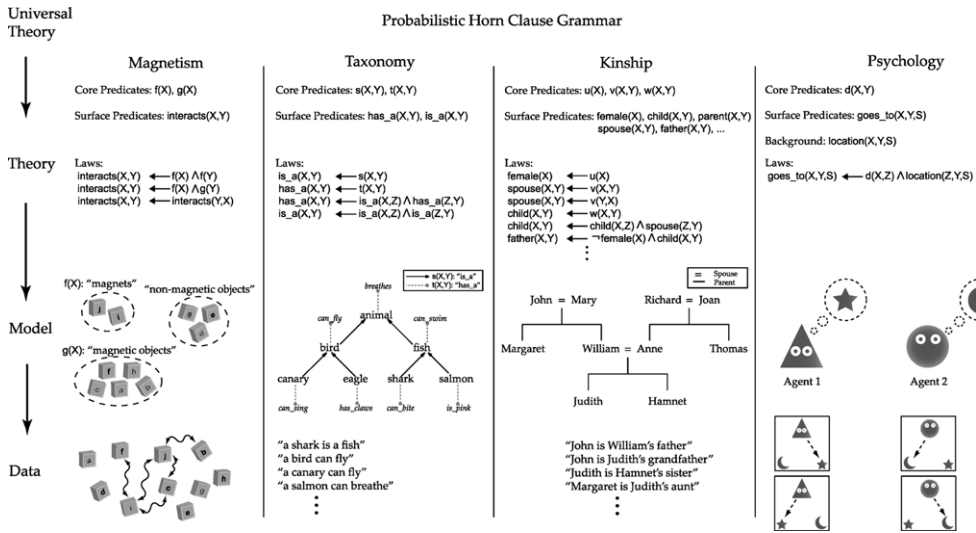 Universal
Theory
Probabilistic Horn Clause Grammar
Magnetism
Core Predicates: f(X), g(X)
Surface Predicates: interacts(X,Y)
Taxonomy
Core Predicates: s(X,Y), t(X,Y)
Surface Predicates: has_a(X,Y), is_a(X,Y)
Kinship
Core Predicates: u(X), v(X,Y), w(X,Y)
Surface Predicates: female(X), child(X,Y), parent(X,Y)
spouse(X,Y), father(X,Y), ...
Psychology
Core Predicates: d(X,Y)
Surface Predicates: goes_to(X,Y,S)
Background: location(X,Y,S)
Theory
Laws:
interacts(X,Y) ← f(X) ∧ f(Y)
interacts(X,Y) ← f(X) ∧ g(Y)
interacts(X,Y) ← interacts(Y,X)
Laws:
is_a(X,Y) ← s(X,Y)
has_a(X,Y) ← t(X,Y)
has_a(X,Y) ← is_a(X,Z) ∧ has_a(Z,Y)
is_a(X,Y) ← is_a(X,Z) ∧ is_a(Z,Y)
Laws:
female(X) ← u(X)
spouse(X,Y) ← v(X,Y)
spouse(X,Y) ← v(Y,X)
child(X,Y) ← w(X,Y)
child(X,Y) ← child(X,Z) ∧ spouse(Z,Y)
father(X,Y) ← ¬female(X) ∧ child(X,Y)
Laws:
goes_to(X,Y,S) ← d(X,Z) ∧ location(Z,Y,S)
Model
f(X): "magnets"
"non-magnetic objects"
j
i
g
e
d
g(X): "magnetic objects"
f
h
c
a
b
s(X,Y): "is_a"
t(X,Y): "has_a"
breathes
animal
can_fly
can_swim
bird
fish
canary
eagle
shark
salmon
can_sing
has_claws
can_bite
is_pink
= Spouse
Parent
John = Mary
Richard = Joan
Margaret
William = Anne
Thomas
Judith
Hamnet
Agent 1
Agent 2
Data
a
f
j
b
d
i
c
g
h
e
"a shark is a fish"
"a bird can fly"
"a canary can fly"
"a salmon can breathe"
"John is William's father"
"John is Judith's grandfather"
"Judith is Hamnet's sister"
"Margaret is Judith's aunt"